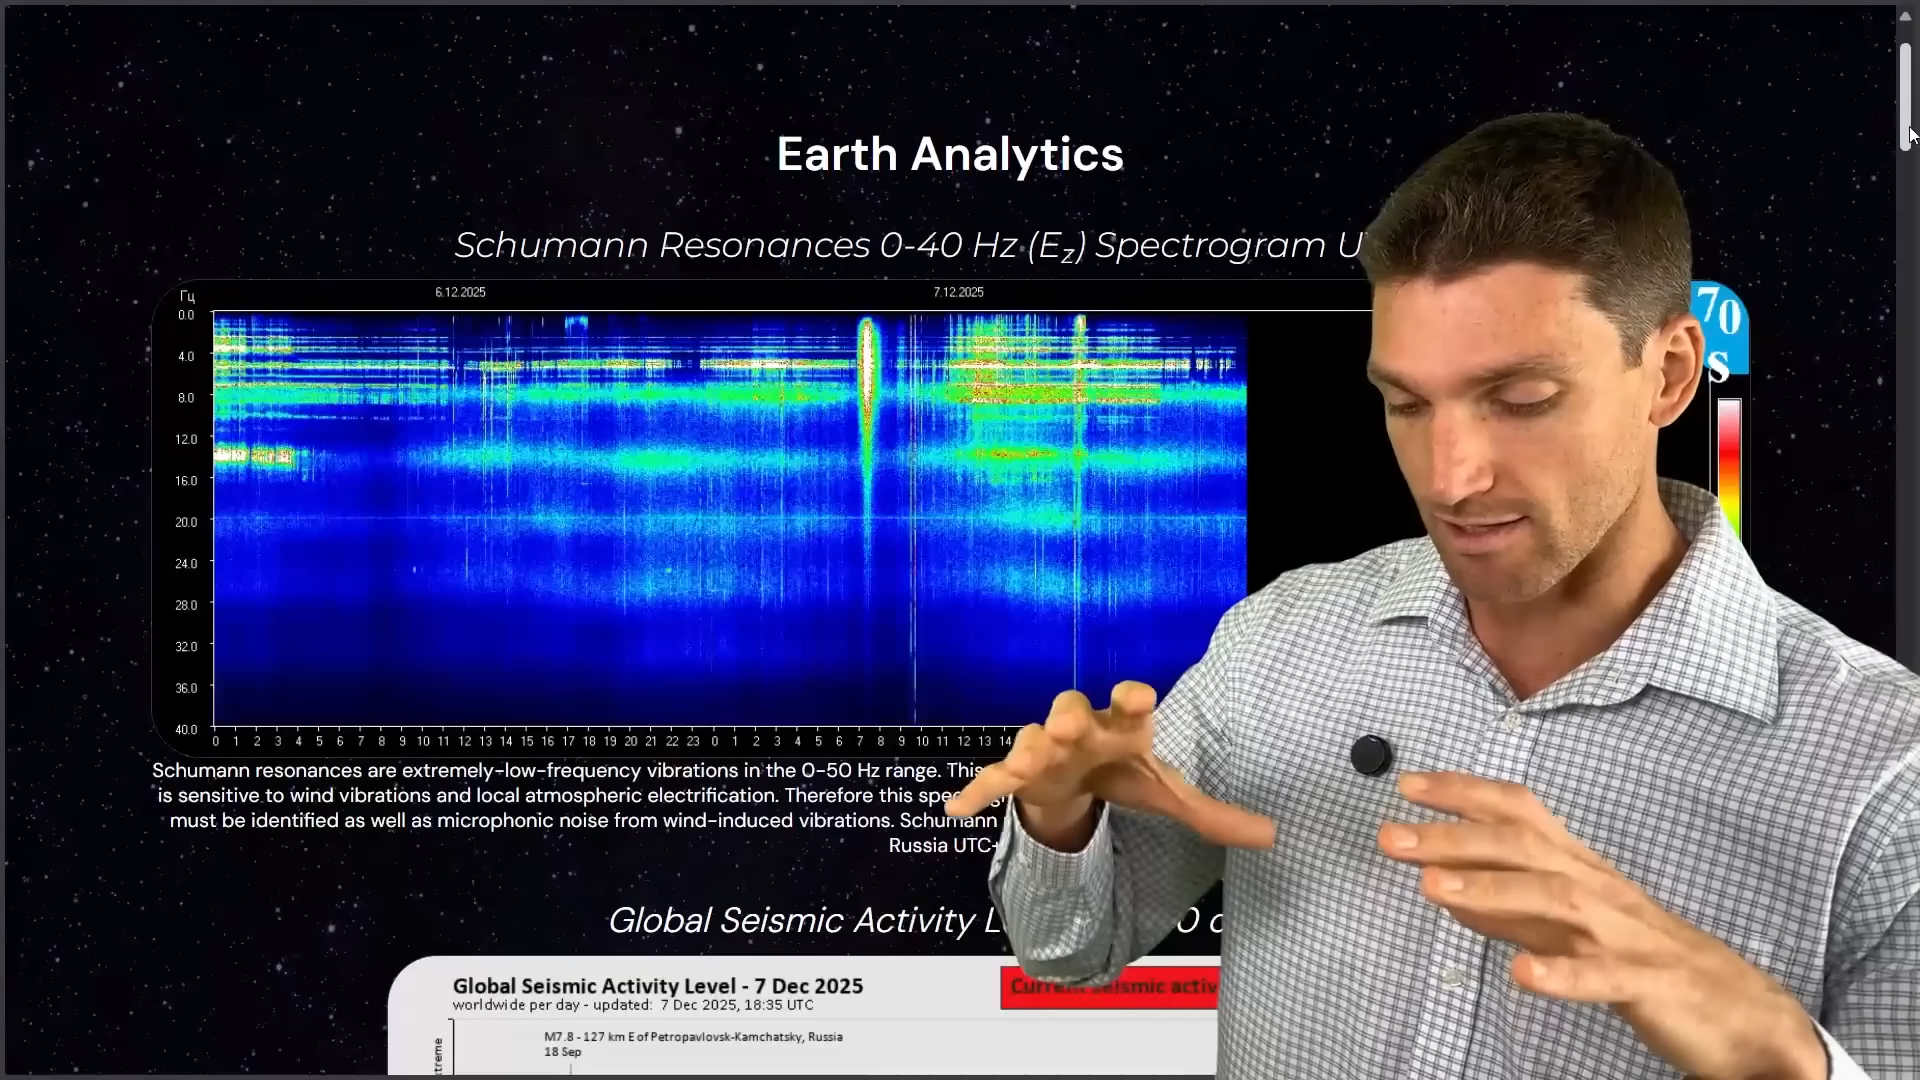 Earth Analytics
Schumann Resonances 0-40 Hz (Ez) Spectrogram
Гц
6.12.2025
7.12.2025
70
s
0.0
4.0
8.0
12.0
16.0
20.0
24.0
28.0
32.0
36.0
40.0
0 1 2 3 4 5 6 7 8 9 10 11 12 13 14 15 16 17 18 19 20 21 22 23 0 1 2 3 4 5 6 7 8 9 10 11 12 13 14
Schumann resonances are extremely-low-frequency vibrations in the 0-50 Hz range. This
is sensitive to wind vibrations and local atmospheric electrification. Therefore this
must be identified as well as microphonic noise from wind-induced vibrations. Schumann
Russia
Global Seismic Activity
Global Seismic Activity Level - 7 Dec 2025
worldwide per day - updated: 7 Dec 2025, 18:35 UTC
Current seismic
M7.8 - 127 km E of Petropavlovsk-Kamchatsky, Russia
18 Sep